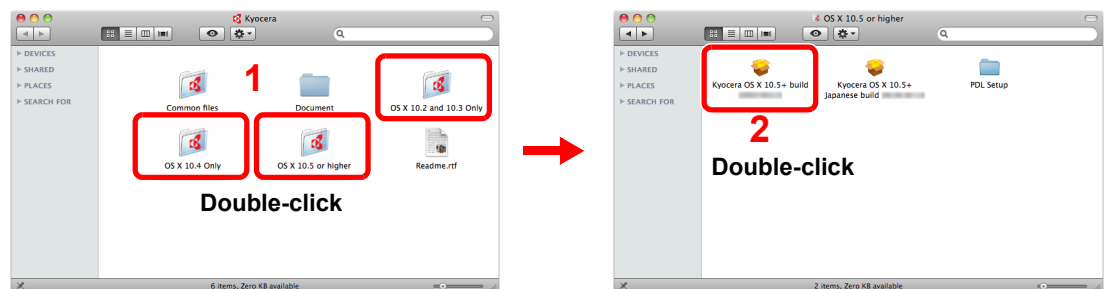 Kyocera
DEVICES
SHARED
PLACES
SEARCH FOR
1
Common files
Document
OS X 10.2 and 10.3 Only
OS X 10.4 Only
OS X 10.5 or higher
Readme.rtf
Double-click
6 items, Zero KB available
OS X 10.5 or higher
DEVICES
SHARED
PLACES
SEARCH FOR
Kyocera OS X 10.5+ build
Kyocera OS X 10.5+
Japanese build
PDL Setup
2
Double-click
2 items, Zero KB available